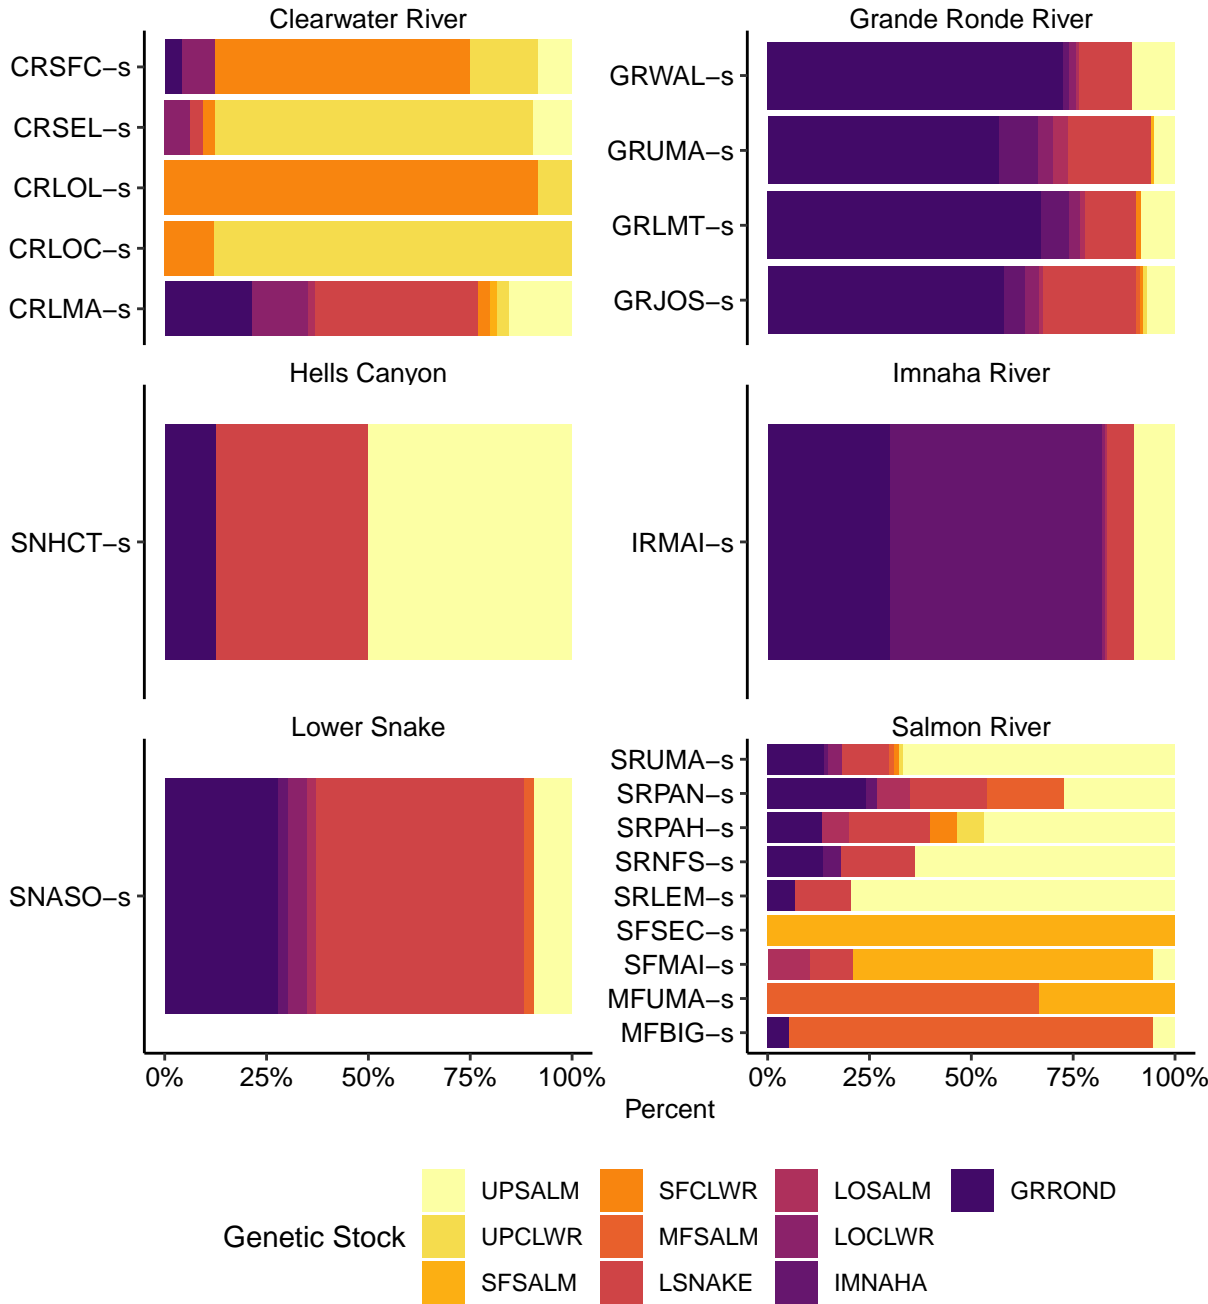 Clearwater River
CRSFC–s
CRSEL–s
CRLOL–s
CRLOC–s
CRLMA–s
Grande Ronde River
GRWAL–s
GRUMA–s
GRLMT–s
GRJOS–s
Hells Canyon
SNHCT–s
Imnaha River
IRMAI–s
Lower Snake
SNASO–s
0% 25% 50% 75% 100%
Salmon River
SRUMA–s
SRPAN–s
SRPAH–s
SRNFS–s
SRLEM–s
SFSEC–s
SFMAI–s
MFUMA–s
MFBIG–s
0% 25% 50% 75% 100%
Percent
Genetic Stock
UPSALM
UPCLWR
SFSALM
SFCLWR
MFSALM
LSNAKE
LOSALM
LOCLWR
IMNAHA
GRROND